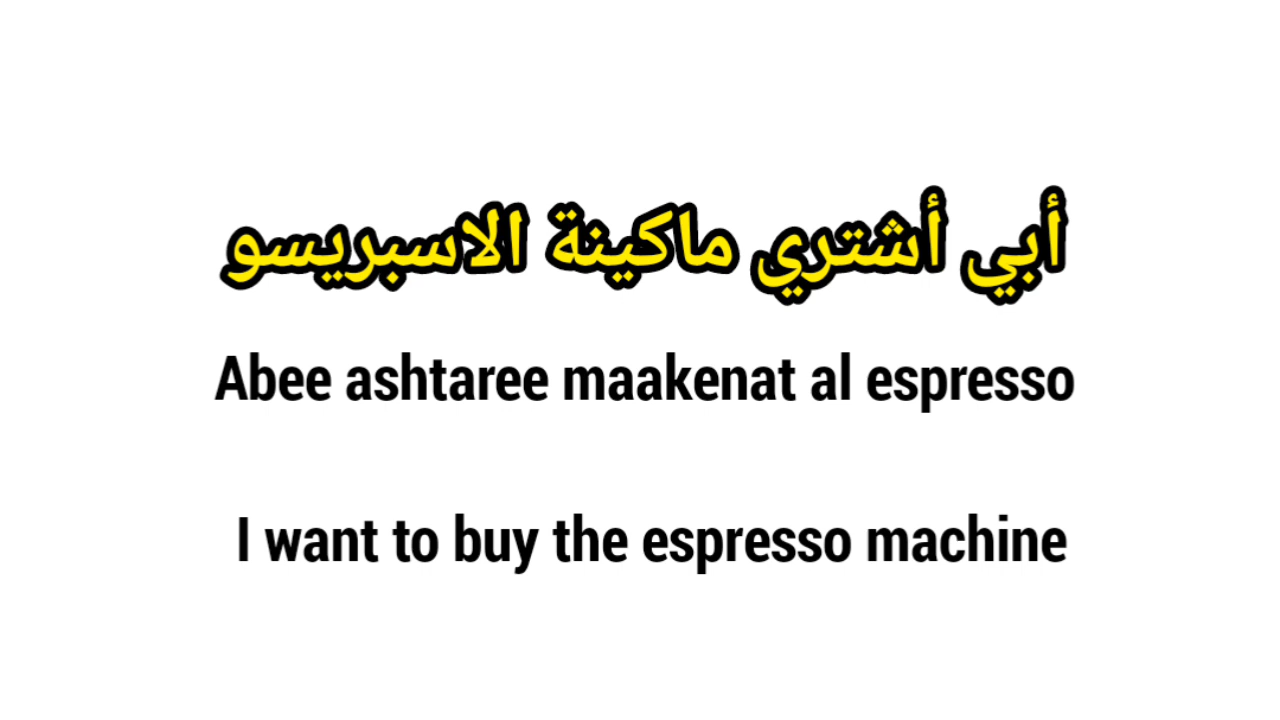 أبي أشتري ماكينة الاسبريسو
Abee ashtaree maakenat al espresso
I want to buy the espresso machine